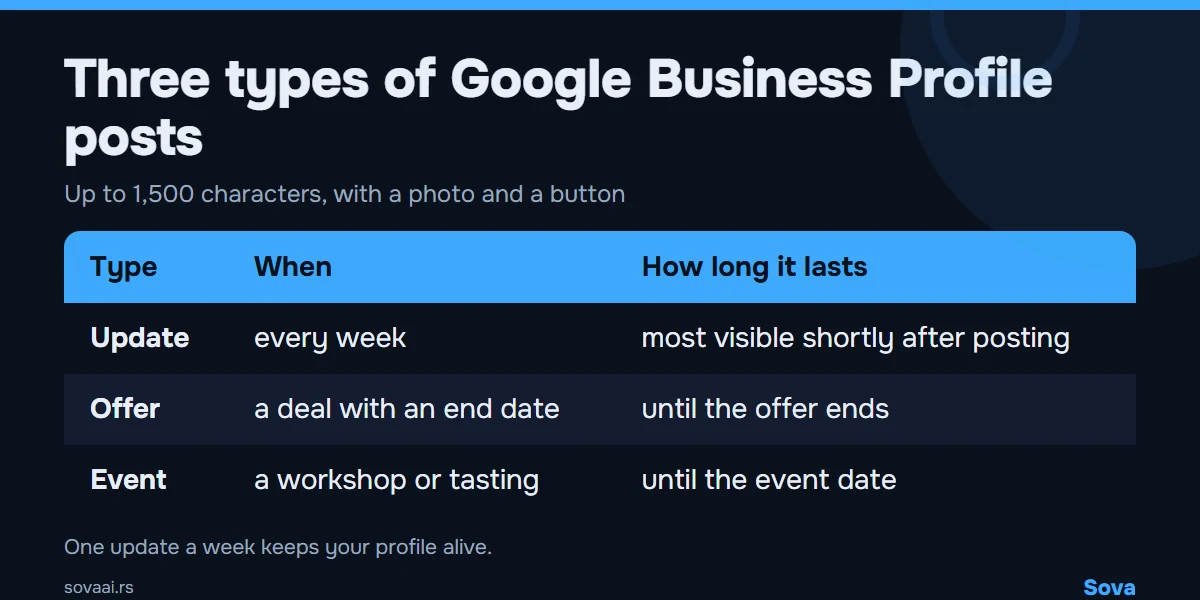 Three types of Google Business Profile
posts
Up to 1,500 characters, with a photo and a button
Type When How long it lasts
Update every week most visible shortly after posting
Offer a deal with an end date until the offer ends
Event a workshop or tasting until the event date
One update a week keeps your profile alive.
sovaai.rs Sova